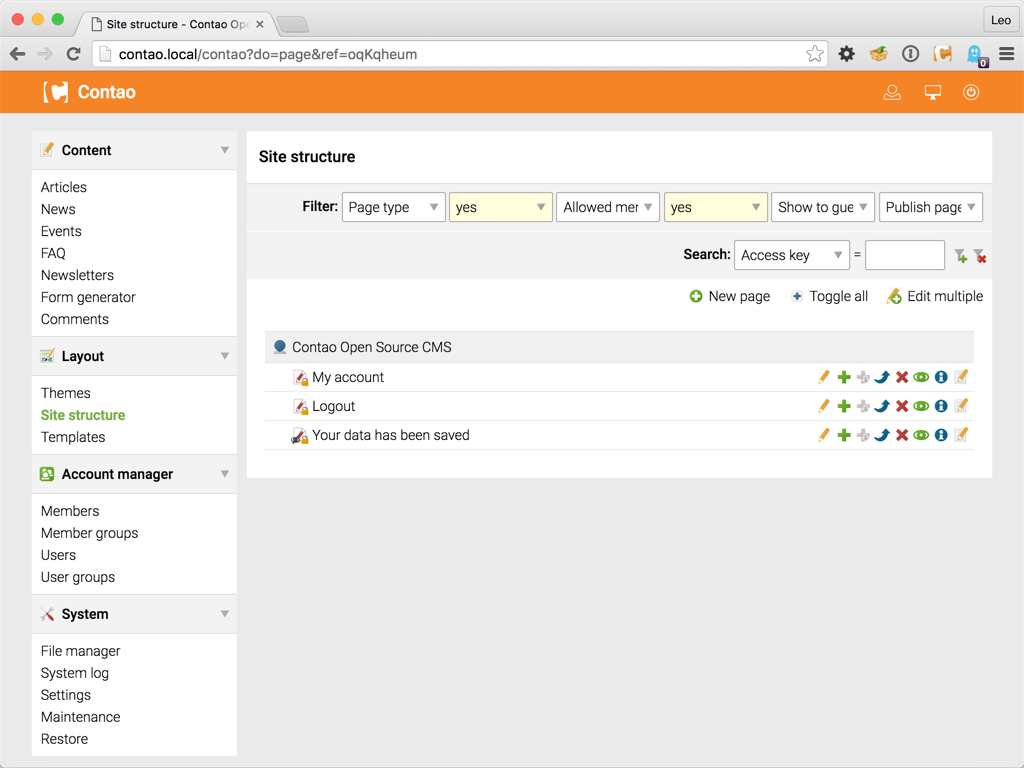 Site structure - Contao Ope
Leo
contao.local/contao?do=page&ref=oqKqheum
0
Contao
Content
Articles
News
Events
FAQ
Newsletters
Form generator
Comments
Layout
Themes
Site structure
Templates
Account manager
Members
Member groups
Users
User groups
System
File manager
System log
Settings
Maintenance
Restore
Site structure
Filter: Page type yes Allowed mer yes Show to gue Publish page
Search: Access key =
New page Toggle all Edit multiple
Contao Open Source CMS
My account
Logout
Your data has been saved